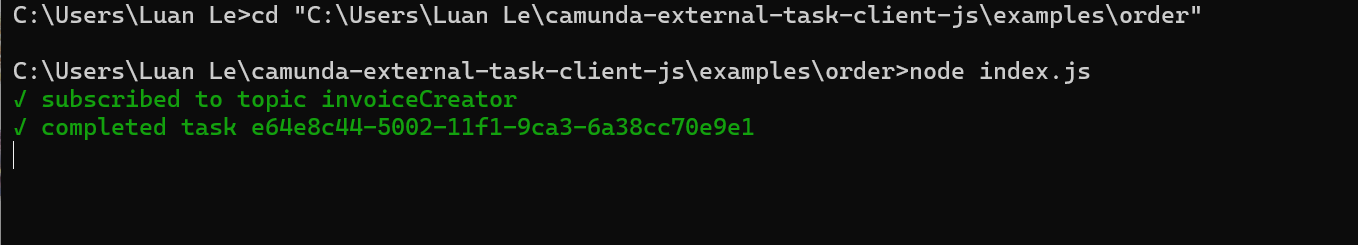 C:\Users\Luan Le>cd "C:\Users\Luan Le\camunda-external-task-client-js\examples\order"
C:\Users\Luan Le\camunda-external-task-client-js\examples\order>node index.js
✓ subscribed to topic invoiceCreator
✓ completed task e64e8c44-5002-11f1-9ca3-6a38cc70e9e1